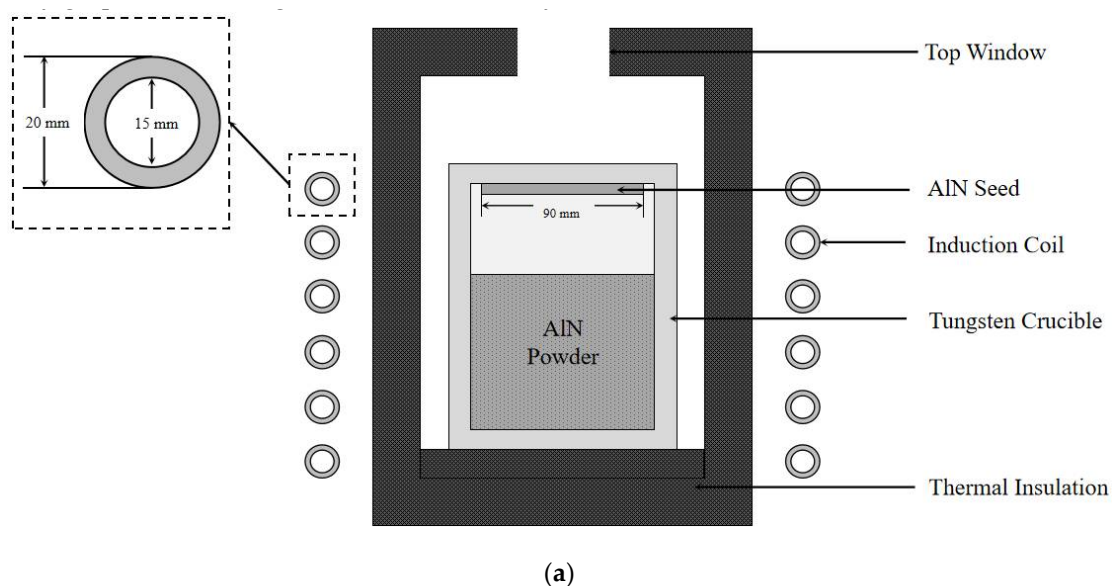 Top Window
20 mm
15 mm
AlN Seed
90 mm
Induction Coil
Tungsten Crucible
AlN
Powder
Thermal Insulation
(a)